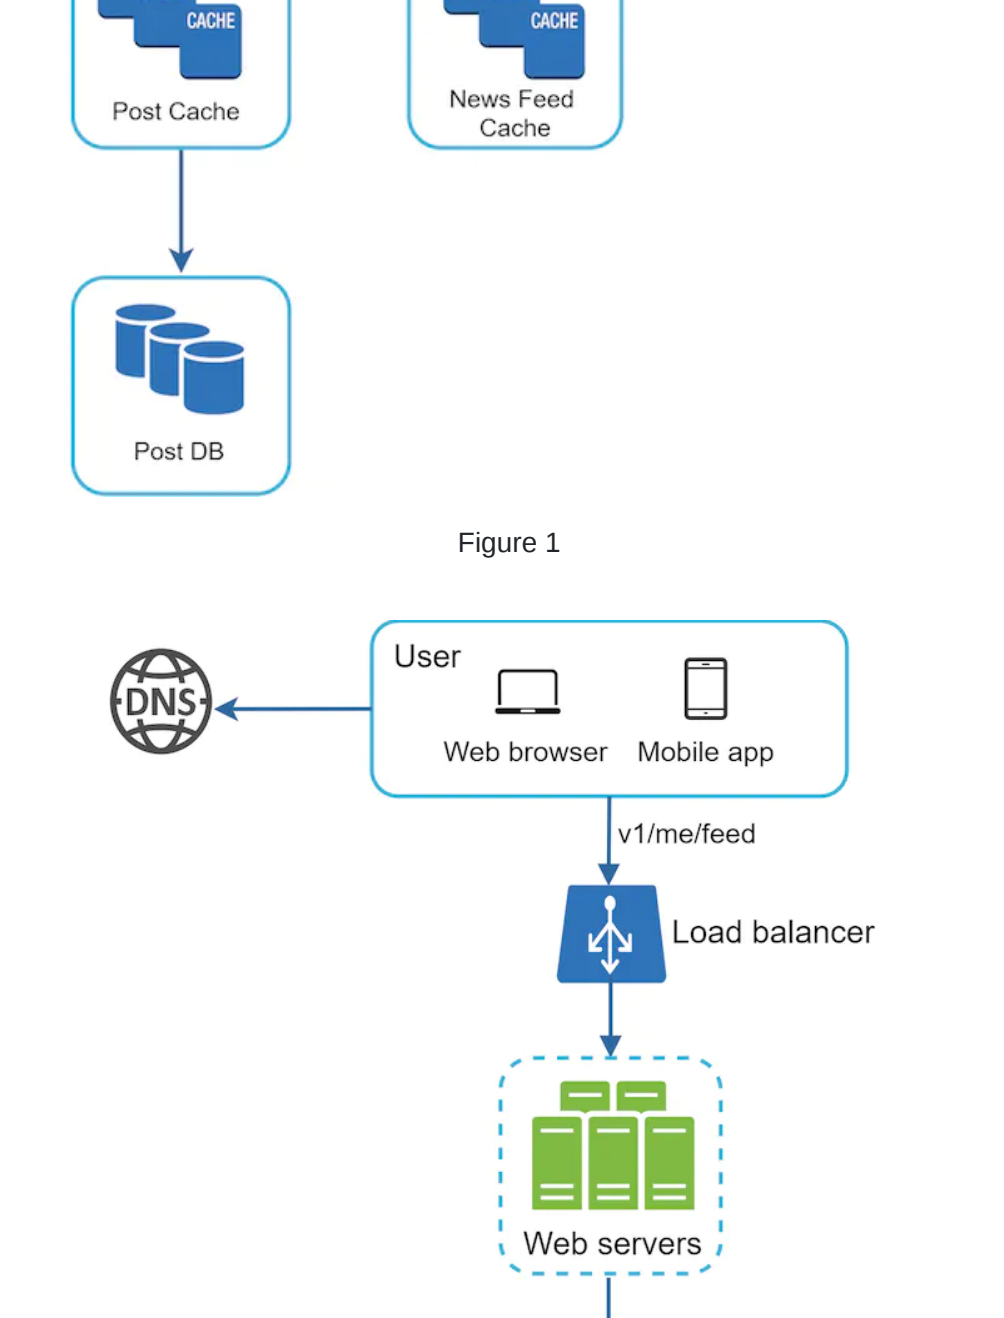 CACHE
CACHE
Post Cache
News Feed
Cache
Post DB
Figure 1
User
DNS
Web browser
Mobile app
v1/me/feed
Load balancer
Web servers